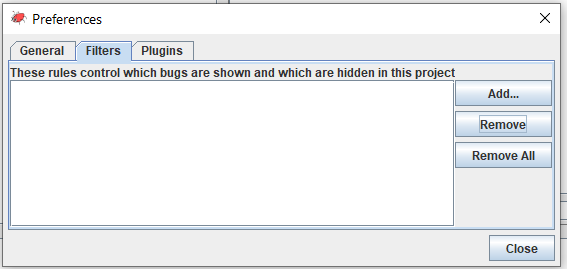 Preferences
General Filters Plugins
These rules control which bugs are shown and which are hidden in this project
Add...
Remove
Remove All
Close